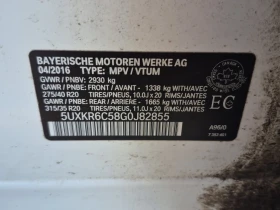 BAYERISCHE MOTOREN WERKE AG
04/2016 TYPE: MPV / VTUM
GVWR / PNBV: 2930 kg
GAWR / PNBE: FRONT / AVANT - 1338 kg AVEC/WITH
275/40 R20 TIRES/PNEUS, 10.0J x 20 RIMS/JANTES
GAWR / PNBE: REAR / ARRIERE - 1665 kg AVEC/WITH
315/35 R20 TIRES/PNEUS, 11.0J x 20 RIMS/JANTES
EC
5UXKR6C58G0J82855
A96/0